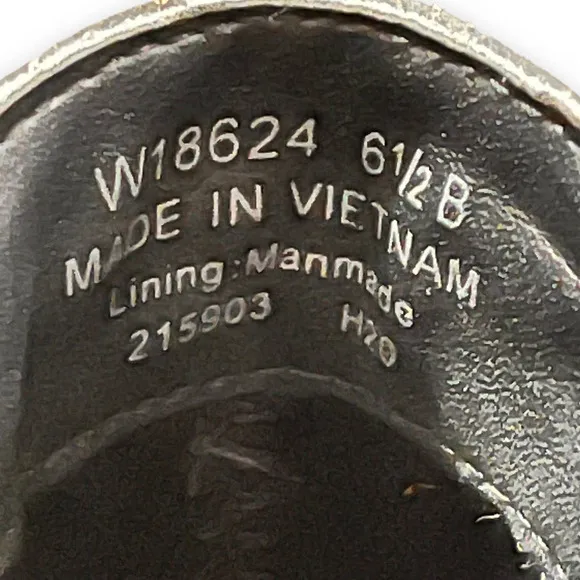 W18624 6½B
MADE IN VIETNAM
Lining:Manmade
215903 H20